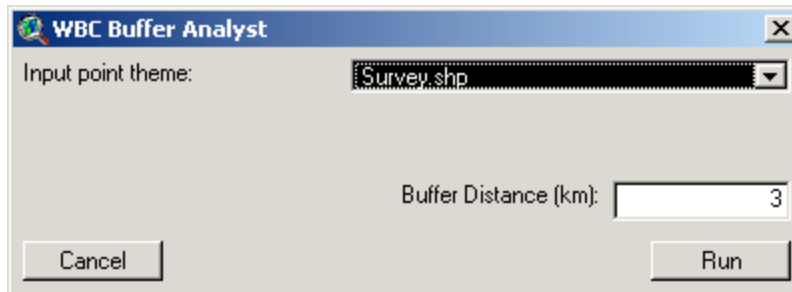 WBC Buffer Analyst
Input point theme: Survey.shp
Buffer Distance (km): 3
Cancel Run